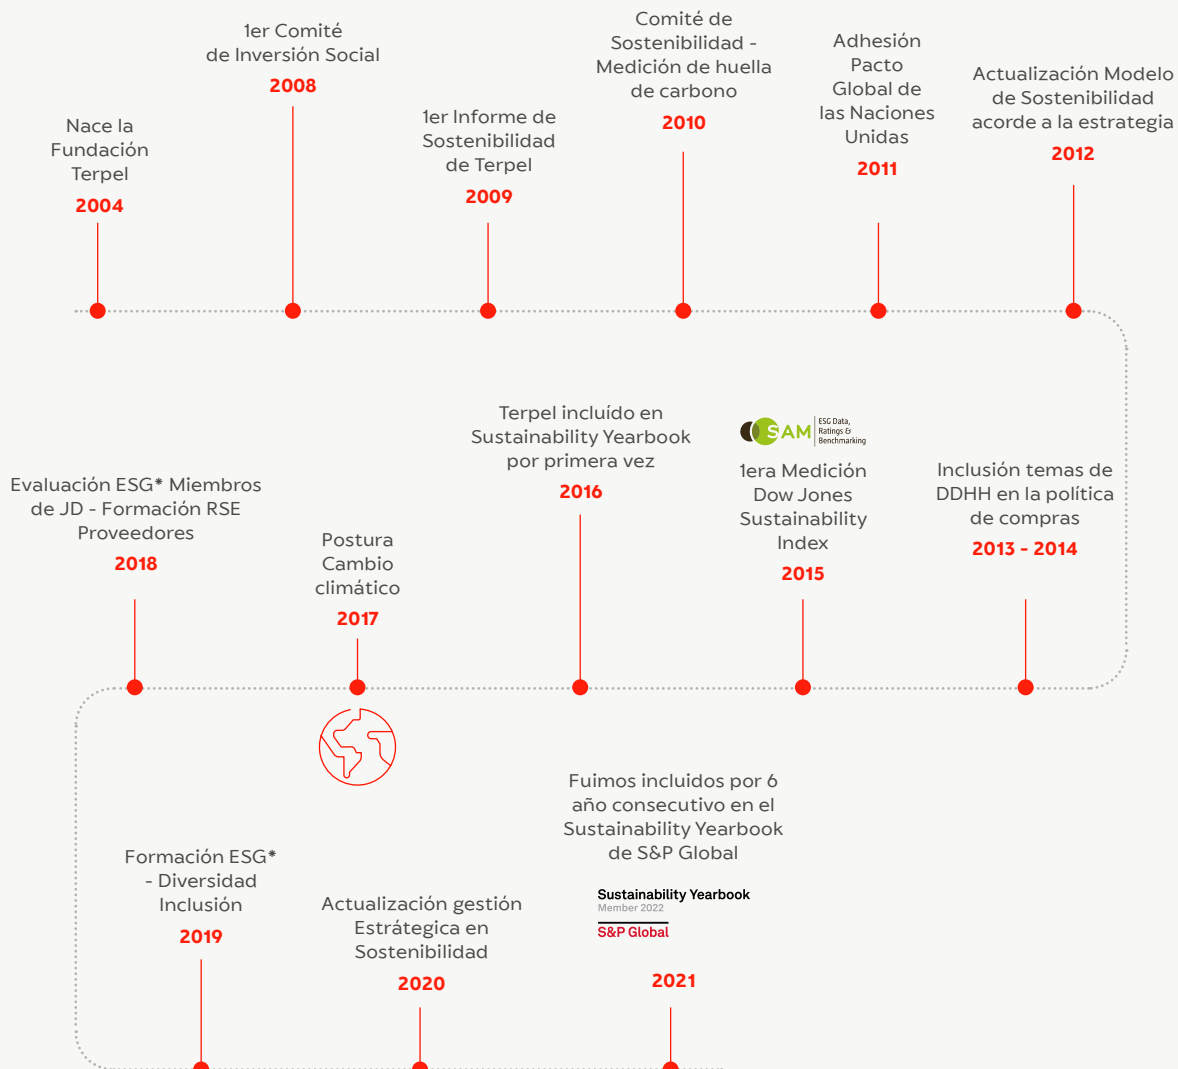 Nace la
Fundación
Terpel
2004
1er Comité
de Inversión Social
2008
1er Informe de
Sostenibilidad
de Terpel
2009
Comité de
Sostenibilidad -
Medición de huella
de carbono
2010
Adhesión
Pacto
Global de
las Naciones
Unidas
2011
Actualización Modelo
de Sostenibilidad
acorde a la estrategia
2012
Inclusión temas de
DDHH en la política
de compras
2013 - 2014
SAM
ESG Data,
Ratings &
Benchmarking
1era Medición
Dow Jones
Sustainability
Index
2015
Terpel incluído en
Sustainability Yearbook
por primera vez
2016
Postura
Cambio
climático
2017
Evaluación ESG* Miembros
de JD - Formación RSE
Proveedores
2018
Formación ESG*
- Diversidad
Inclusión
2019
Actualización gestión
Estrátegica en
Sostenibilidad
2020
Fuimos incluidos por 6
año consecutivo en el
Sustainability Yearbook
de S&P Global
Sustainability Yearbook
Member 2022
S&P Global
2021